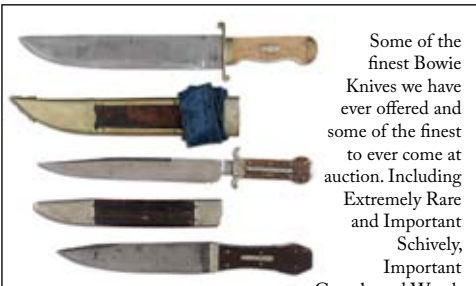 Some of the
finest Bowie
Knives we have
ever offered and
some of the finest
to ever come at
auction. Including
Extremely Rare
and Important
Schively,
Important